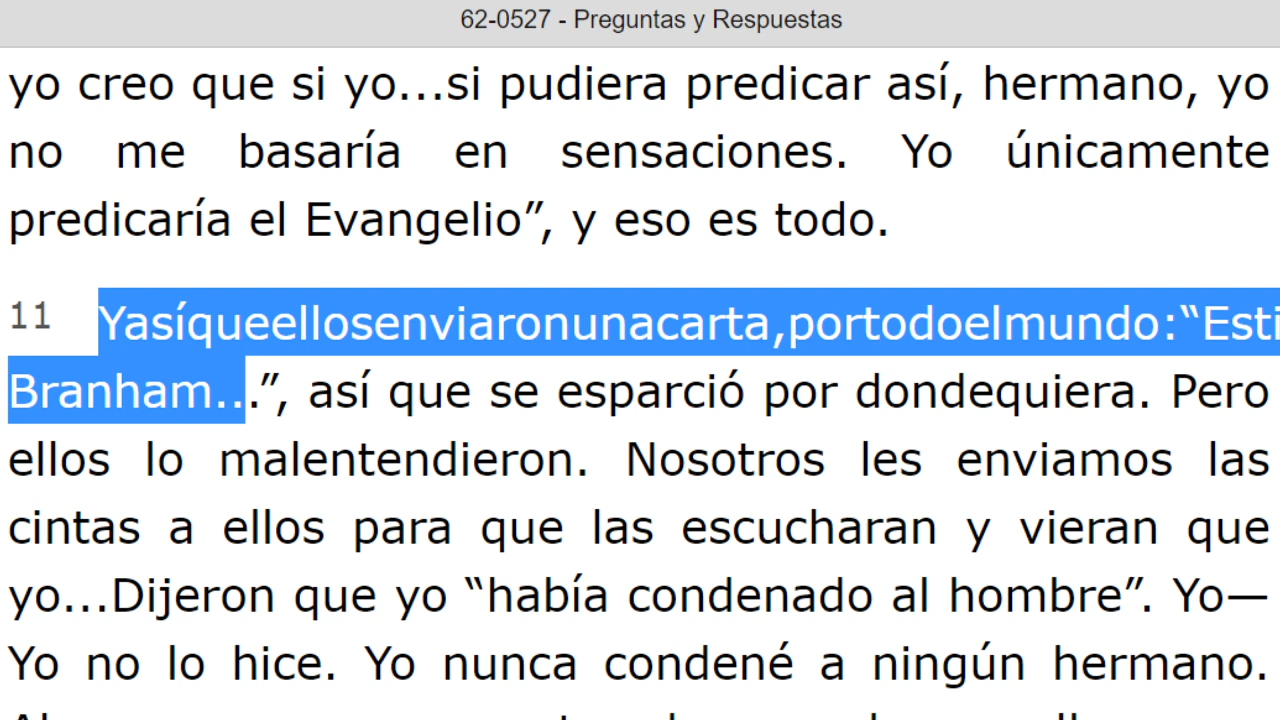 62-0527 - Preguntas y Respuestas
yo creo que si yo...si pudiera predicar así, hermano, yo
no me basaría en sensaciones. Yo únicamente
predicaría el Evangelio”, y eso es todo.
11 Yasíqueellosenviaronunacarta,portodoelmundo:“Esti
Branham...”, así que se esparció por dondequiera. Pero
ellos lo malentendieron. Nosotros les enviamos las
cintas a ellos para que las escucharan y vieran que
yo...Dijeron que yo “había condenado al hombre”. Yo—
Yo no lo hice. Yo nunca condené a ningún hermano.